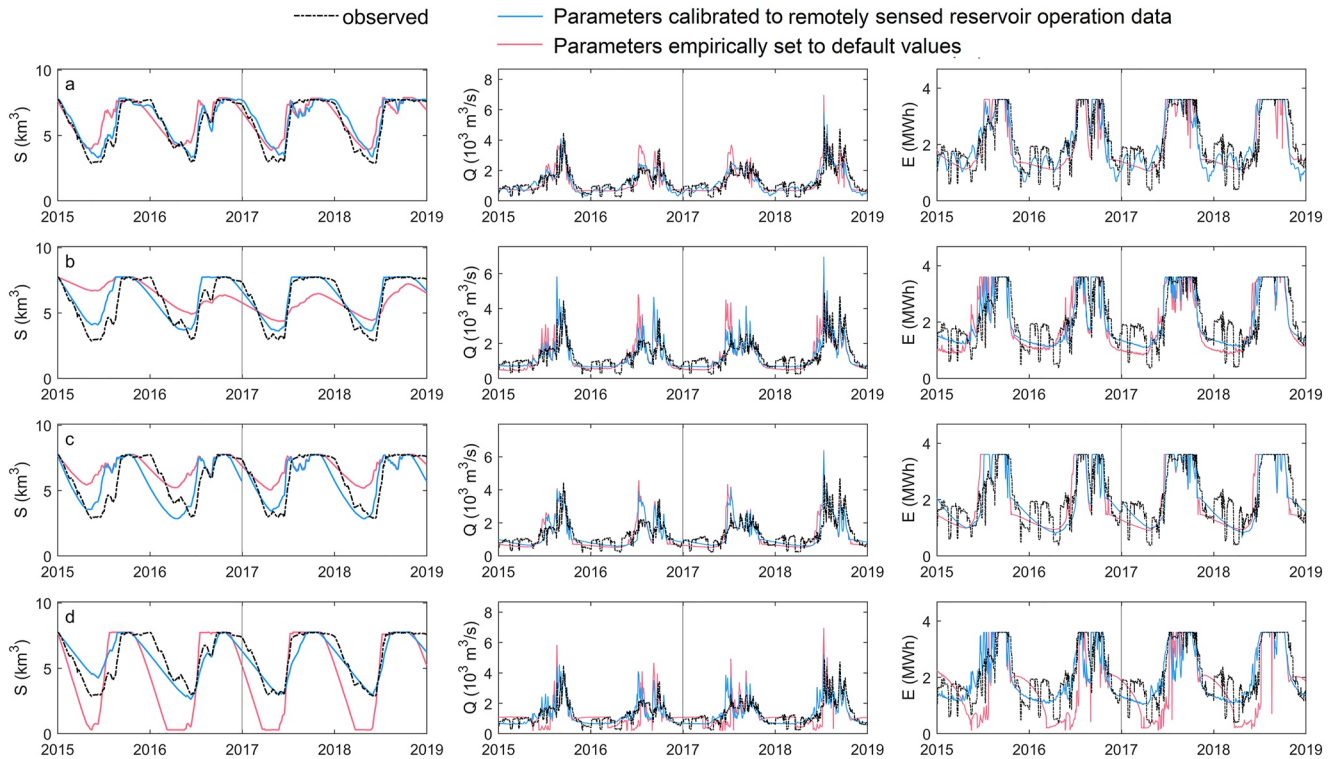 observed
Parameters calibrated to remotely sensed reservoir operation data
Parameters empirically set to default values
a
S (km³)
10
5
0
2015 2016 2017 2018 2019
Q (10³ m³/s)
8
6
4
2
0
2015 2016 2017 2018 2019
E (MWh)
4
2
0
2015 2016 2017 2018 2019
b
S (km³)
10
5
0
2015 2016 2017 2018 2019
Q (10³ m³/s)
6
4
2
0
2015 2016 2017 2018 2019
E (MWh)
4
2
0
2015 2016 2017 2018 2019
c
S (km³)
10
5
0
2015 2016 2017 2018 2019
Q (10³ m³/s)
6
4
2
0
2015 2016 2017 2018 2019
E (MWh)
4
2
0
2015 2016 2017 2018 2019
d
S (km³)
10
5
0
2015 2016 2017 2018 2019
Q (10³ m³/s)
8
6
4
2
0
2015 2016 2017 2018 2019
E (MWh)
4
2
0
2015 2016 2017 2018 2019